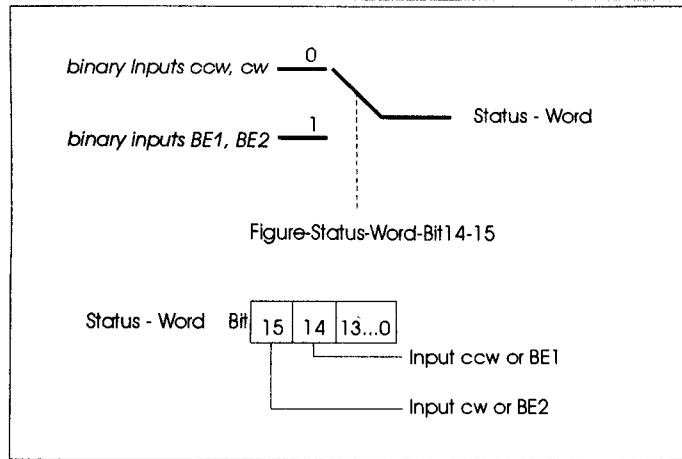 0
binary Inputs ccw, cw
Status - Word
1
binary inputs BE1, BE2
Figure-Status-Word-Bit14-15
Status - Word Bit 15 14 13...0
Input ccw or BE1
Input cw or BE2